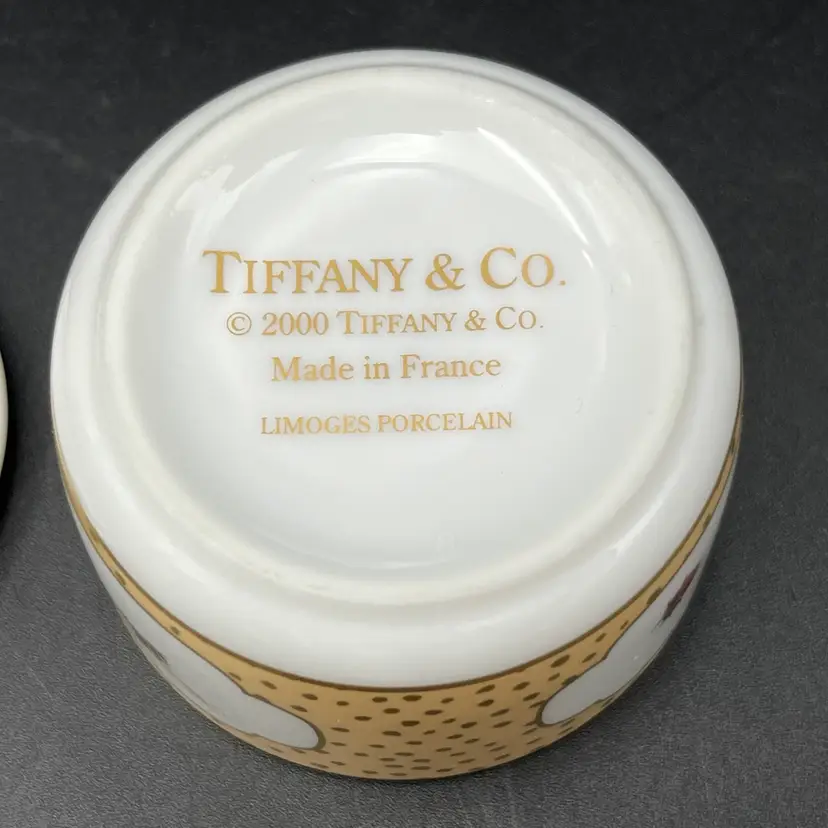 TIFFANY & CO.
© 2000 TIFFANY & CO.
Made in France
LIMOGES PORCELAIN